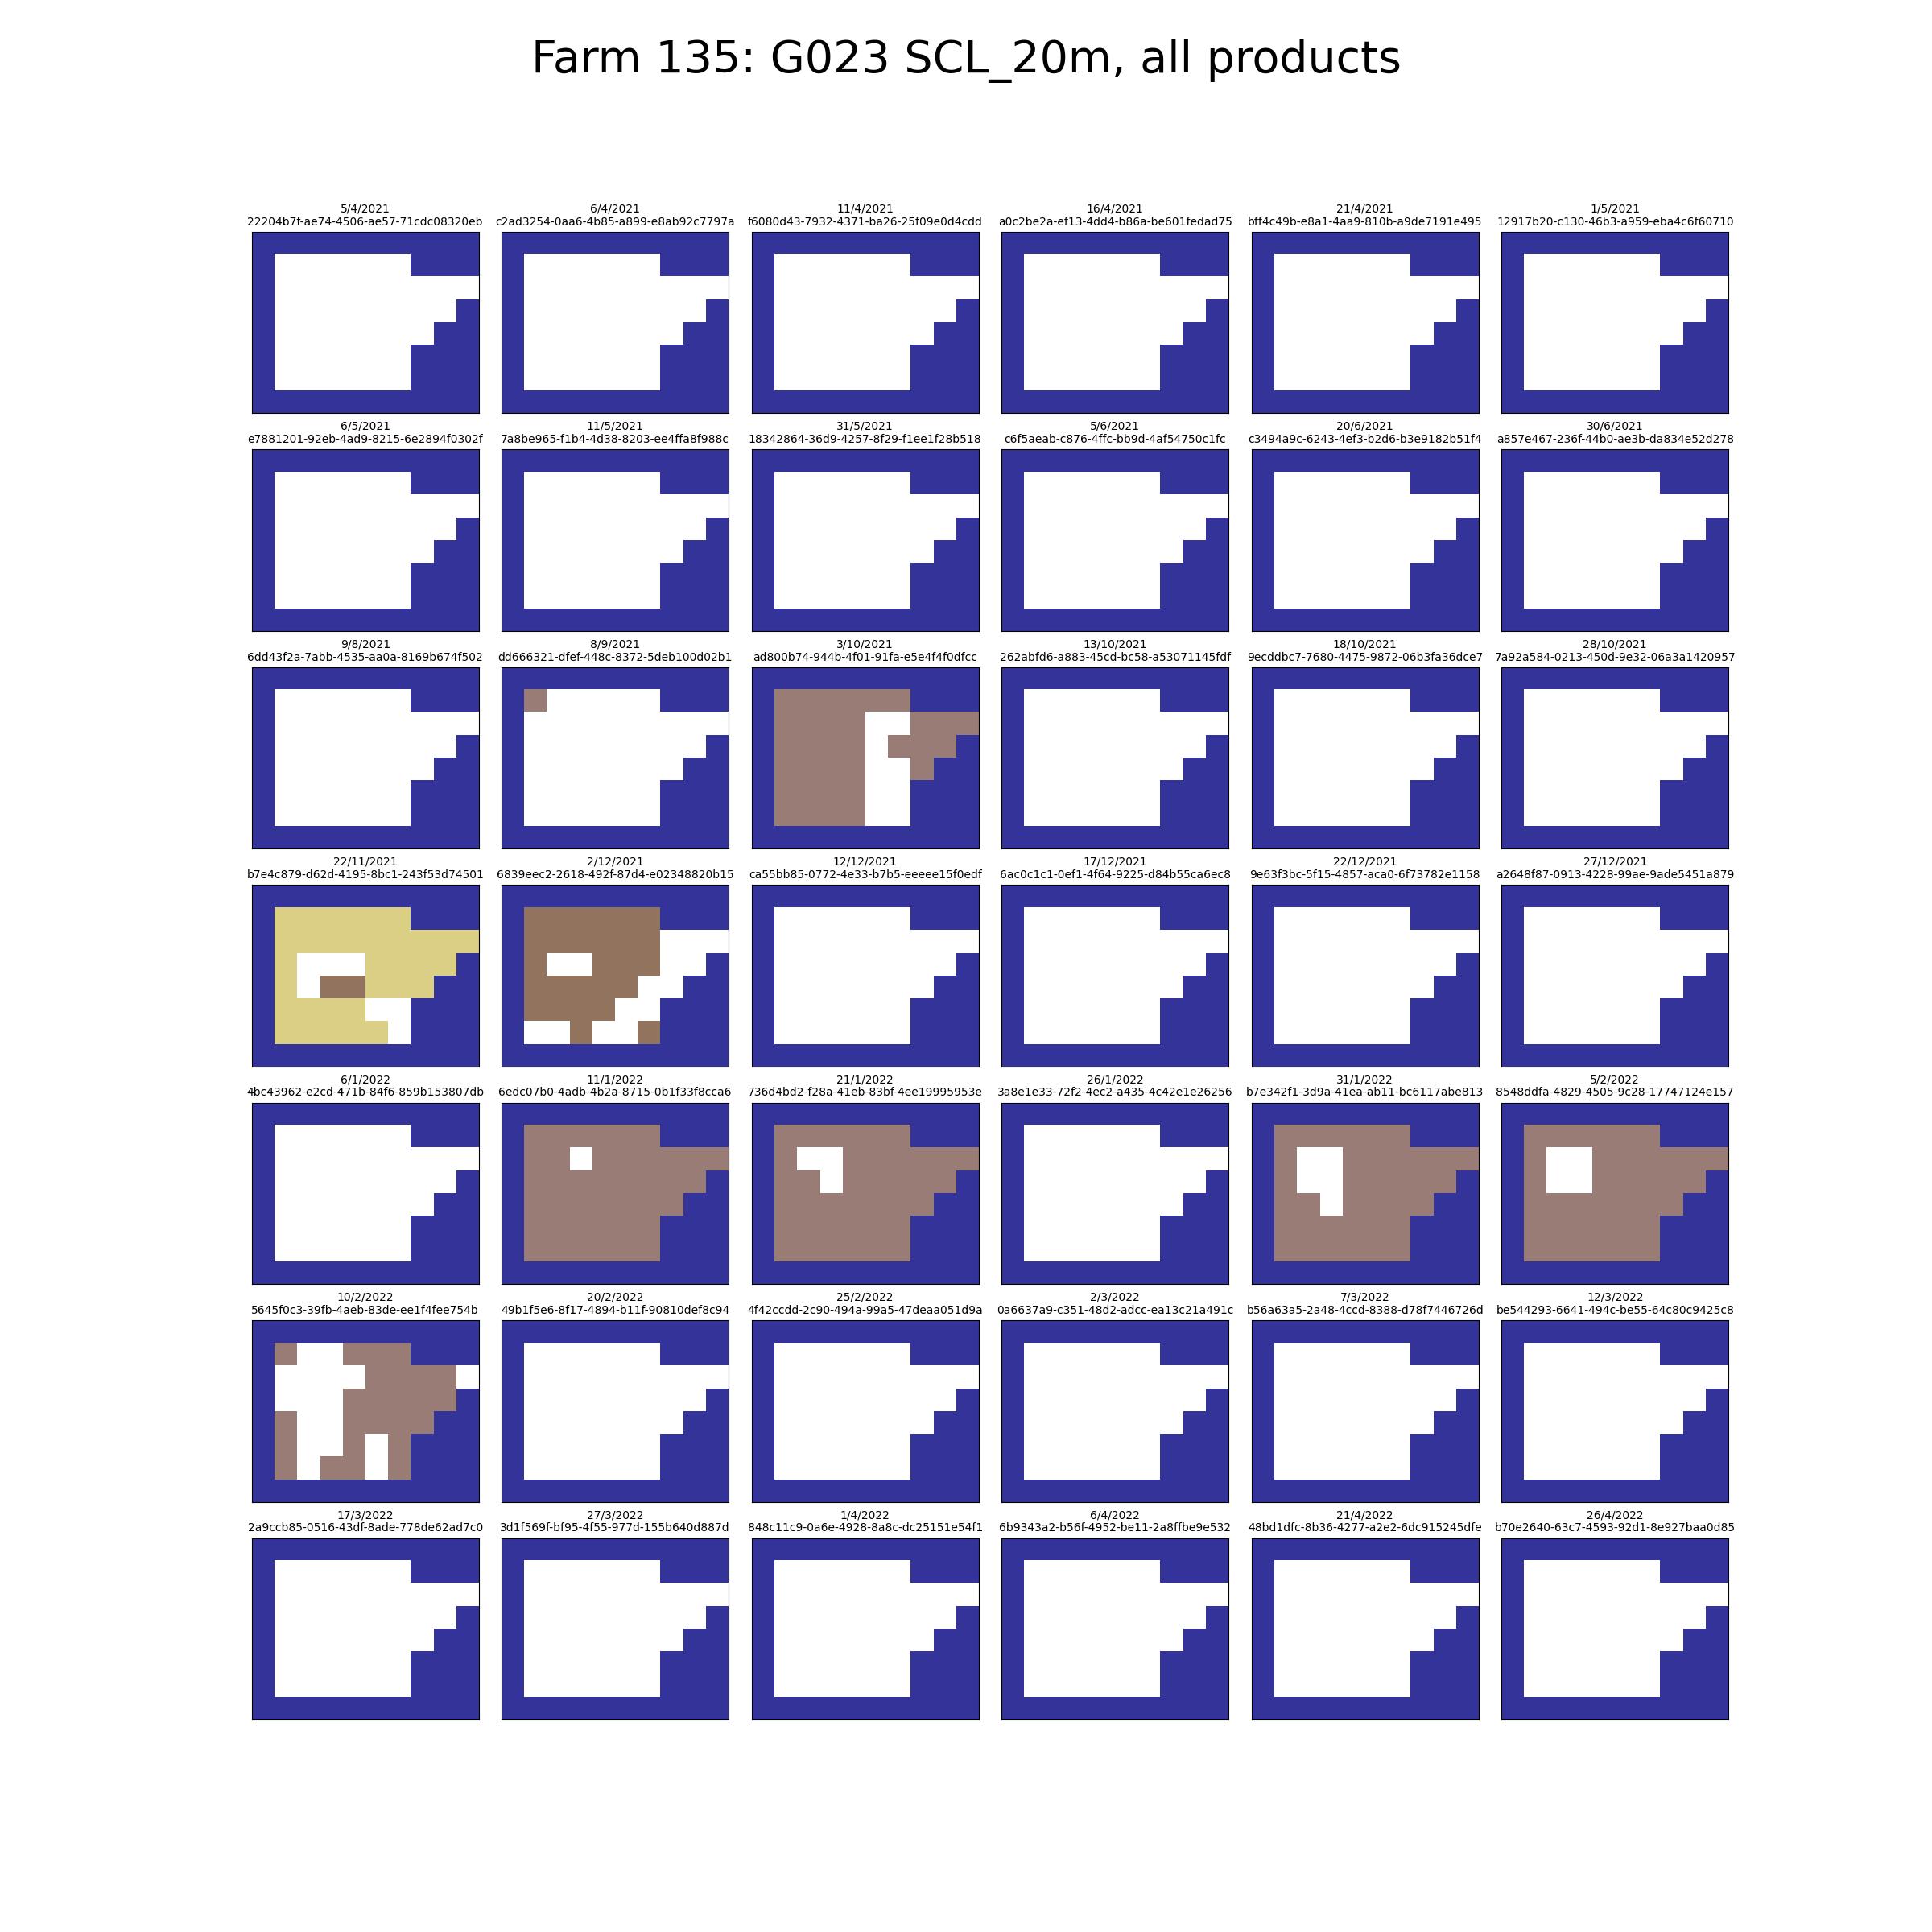 Farm 135: G023 SCL_20m, all products
5/4/2021
22204b7f-ae74-4506-ae57-71cdc08320eb
6/4/2021
c2ad3254-0aa6-4b85-a899-e8ab92c7797a
11/4/2021
f6080d43-7932-4371-ba26-25f09e0d4cdd
16/4/2021
a0c2be2a-ef13-4dd4-b86a-be601fedad75
21/4/2021
bff4c49b-e8a1-4aa9-810b-a9de7191e495
1/5/2021
12917b20-c130-46b3-a959-eba4c6f60710
6/5/2021
e7881201-92eb-4ad9-8215-6e2894f0302f
11/5/2021
7a8be965-f1b4-4d38-8203-ee4ffa8f988c
31/5/2021
18342864-36d9-4257-8f29-f1ee1f28b518
5/6/2021
c6f5aeab-c876-4ffc-bb9d-4af54750c1fc
20/6/2021
c3494a9c-6243-4ef3-b2d6-b3e9182b51f4
30/6/2021
a857e467-236f-44b0-ae3b-da834e52d278
9/8/2021
6dd43f2a-7abb-4535-aa0a-8169b674f502
8/9/2021
dd666321-dfef-448c-8372-5deb100d02b1
3/10/2021
ad800b74-944b-4f01-91fa-e5e4f4f0dfcc
13/10/2021
262abfd6-a883-45cd-bc58-a53071145fdf
18/10/2021
9ecddbc7-7680-4475-9872-06b3fa36dce7
28/10/2021
7a92a584-0213-450d-9e32-06a3a1420957
22/11/2021
b7e4c879-d62d-4195-8bc1-243f53d74501
2/12/2021
6839eec2-2618-492f-87d4-e02348820b15
12/12/2021
ca55bb85-0772-4e33-b7b5-eeeee15f0edf
17/12/2021
6ac0c1c1-0ef1-4f64-9225-d84b55ca6ec8
22/12/2021
9e63f3bc-5f15-4857-aca0-6f73782e1158
27/12/2021
a2648f87-0913-4228-99ae-9ade5451a879
6/1/2022
4bc43962-e2cd-471b-84f6-859b153807db
11/1/2022
6edc07b0-4adb-4b2a-8715-0b1f33f8cca6
21/1/2022
736d4bd2-f28a-41eb-83bf-4ee19995953e
26/1/2022
3a8e1e33-72f2-4ec2-a435-4c42e1e26256
31/1/2022
b7e342f1-3d9a-41ea-ab11-bc6117abe813
5/2/2022
8548ddfa-4829-4505-9c28-17747124e157
10/2/2022
5645f0c3-39fb-4aeb-83de-ee1f4fee754b
20/2/2022
49b1f5e6-8f17-4894-b11f-90810def8c94
25/2/2022
4f42ccdd-2c90-494a-99a5-47deaa051d9a
2/3/2022
0a6637a9-c351-48d2-adcc-ea13c21a491c
7/3/2022
b56a63a5-2a48-4ccd-8388-d78f7446726d
12/3/2022
be544293-6641-494c-be55-64c80c9425c8
17/3/2022
2a9ccb85-0516-43df-8ade-778de62ad7c0
27/3/2022
3d1f569f-bf95-4f55-977d-155b640d887d
1/4/2022
848c11c9-0a6e-4928-8a8c-dc25151e54f1
6/4/2022
6b9343a2-b56f-4952-be11-2a8ffbe9e532
21/4/2022
48bd1dfc-8b36-4277-a2e2-6dc915245dfe
26/4/2022
b70e2640-63c7-4593-92d1-8e927baa0d85